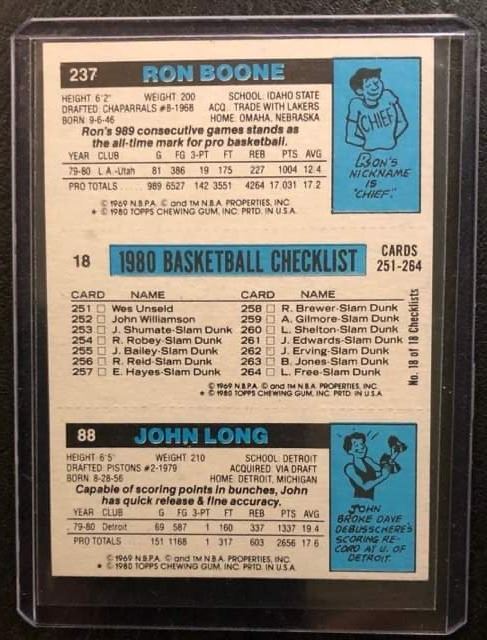 237 RON BOONE
HEIGHT: 6'2" WEIGHT: 200 SCHOOL: IDAHO STATE
DRAFTED: CHAPARRALS #8-1968 ACQ.: TRADE WITH LAKERS
BORN: 9-6-46 HOME: OMAHA, NEBRASKA
Ron's 989 consecutive games stands as
the all-time mark for pro basketball.
YEAR CLUB G FG 3-PT FT REB PTS AVG
79-80 L.A.-Utah 81 386 19 175 227 1004 12.4
PRO TOTALS 989 6527 142 3551 4264 17,031 17.2
© 1969 N.B.P.A. © and TM N.B.A. PROPERTIES, INC.
* © 1980 TOPPS CHEWING GUM, INC. PRTD. IN U.S.A.
CHIEF
RON'S
NICKNAME
IS
"CHIEF".
18 1980 BASKETBALL CHECKLIST CARDS
251-264
CARD NAME CARD NAME
251 □ Wes Unseld 258 □ R. Brewer-Slam Dunk
252 □ John Williamson 259 □ A. Gilmore-Slam Dunk
253 □ J. Shumate-Slam Dunk 260 □ L. Shelton-Slam Dunk
254 □ R. Robey-Slam Dunk 261 □ J. Edwards-Slam Dunk
255 □ J. Bailey-Slam Dunk 262 □ J. Erving-Slam Dunk
256 □ R. Reid-Slam Dunk 263 □ B. Jones-Slam Dunk
257 □ E. Hayes-Slam Dunk 264 □ L. Free-Slam Dunk
© 1969 N.B.P.A. © and TM N.B.A. PROPERTIES, INC.
* © 1980 TOPPS CHEWING GUM, INC. PRTD. IN U.S.A.
No. 18 of 18 Checklists
88 JOHN LONG
HEIGHT: 6'5" WEIGHT: 210 SCHOOL: DETROIT
DRAFTED: PISTONS #2-1979 ACQUIRED: VIA DRAFT
BORN: 8-28-56 HOME: DETROIT, MICHIGAN
Capable of scoring points in bunches, John
has quick release & fine accuracy.
YEAR CLUB G FG 3-PT FT REB PTS AVG
79-80 Detroit 69 587 1 160 337 1337 19.4
PRO TOTALS 151 1168 1 317 603 2656 17.6
© 1969 N.B.P.A. © and TM N.B.A. PROPERTIES, INC.
* © 1980 TOPPS CHEWING GUM, INC. PRTD. IN U.S.A.
JOHN
BROKE DAVE
DEBUSSCHERE'S
SCORING RE-
CORD AT U. OF
DETROIT.